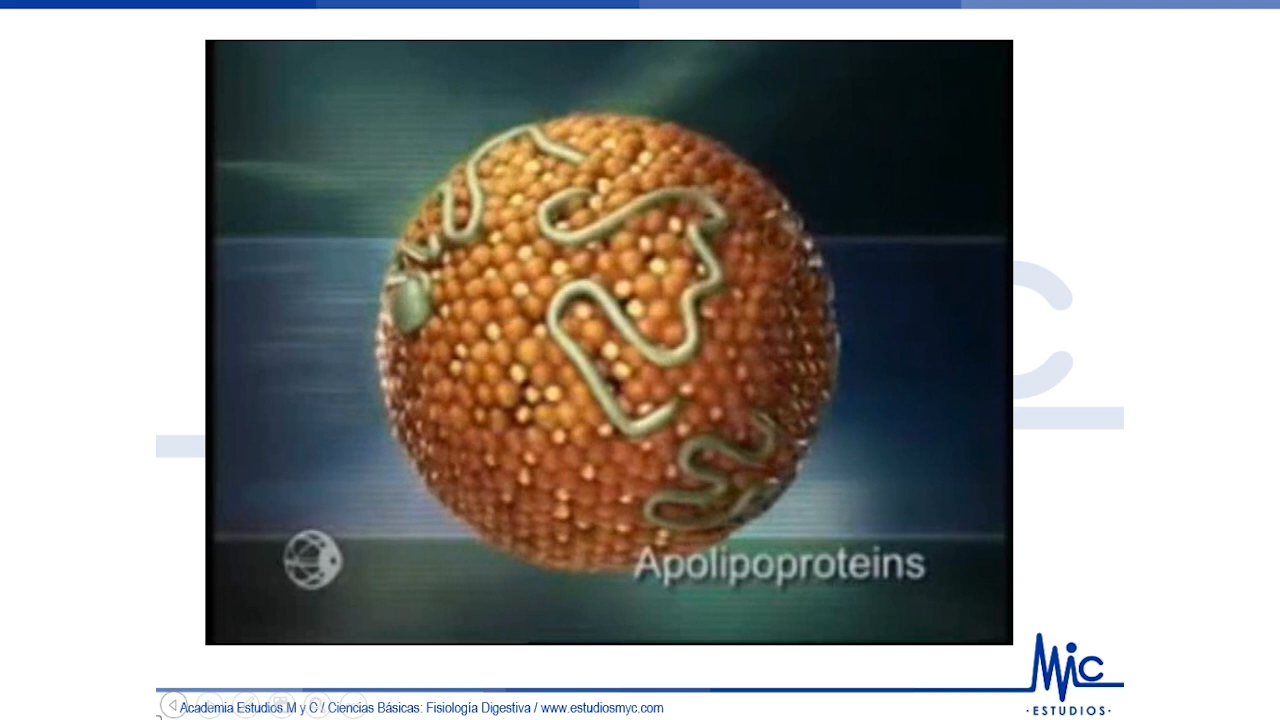 Apolipoproteins
MyC
·ESTUDIOS·
Academia Estudios M y C / Ciencias Básicas: Fisiología Digestiva / www.estudiosmyc.com